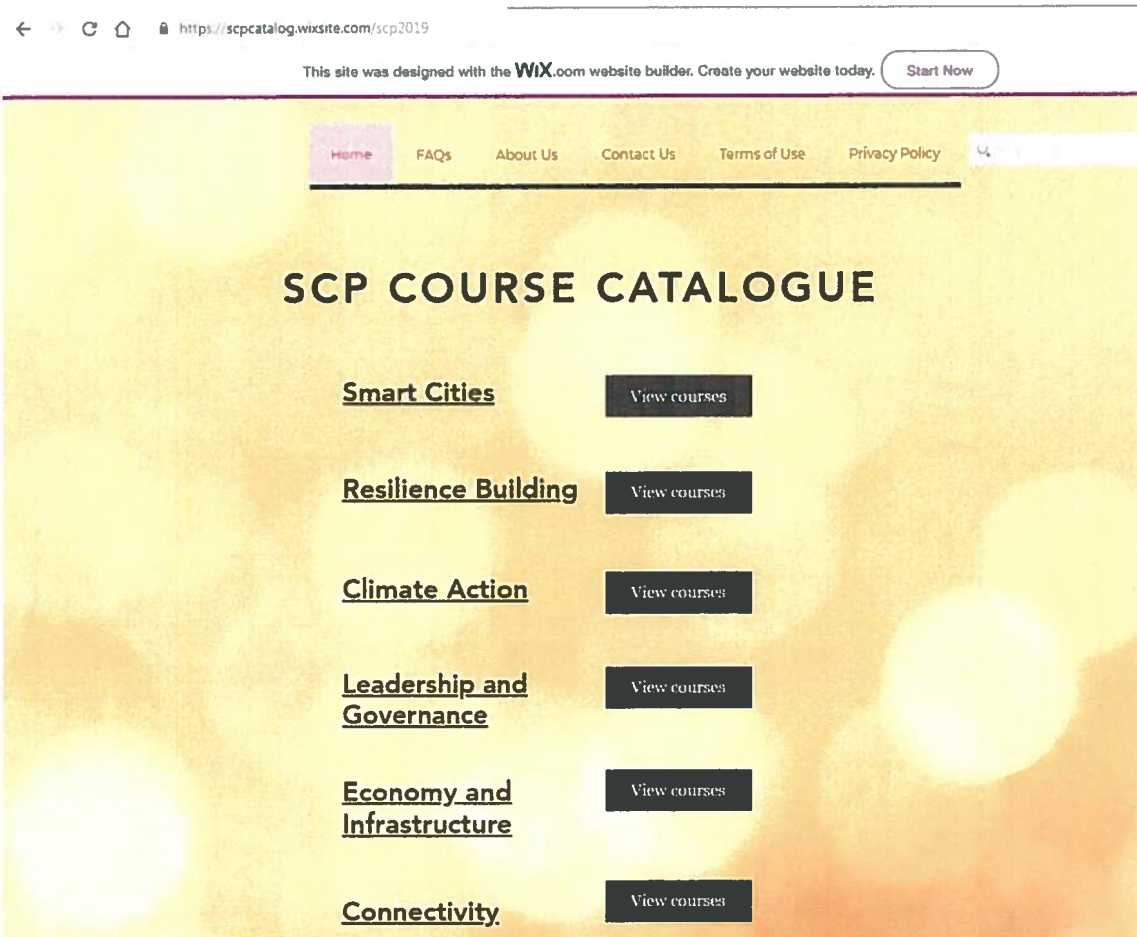 https://scpcatalog.wixsite.com/scp2019
This site was designed with the WiX.com website builder. Create your website today. Start Now
Home FAQs About Us Contact Us Terms of Use Privacy Policy
SCP COURSE CATALOGUE
Smart Cities View courses
Resilience Building View courses
Climate Action View courses
Leadership and View courses
Governance
Economy and View courses
Infrastructure
Connectivity View courses